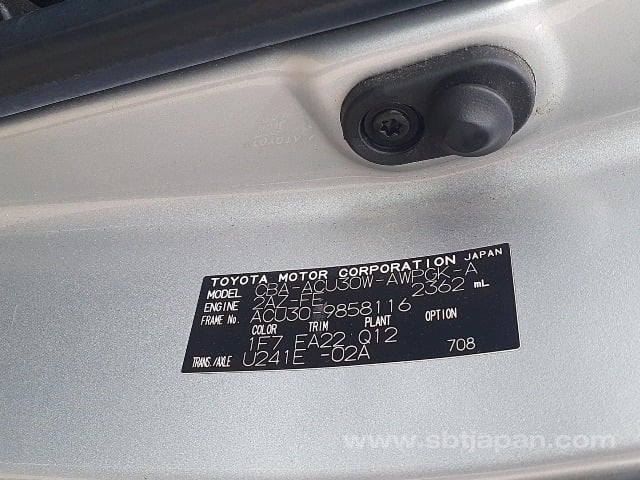 TOYOTA MOTOR CORPORATION JAPAN
MODEL CBA-ACU30W-AWPGK-A
ENGINE 2AZ-FE 2362 mL
FRAME No. ACU30-9858116
COLOR TRIM PLANT OPTION
1F7 EA22 Q12
TRANS./AXLE U241E -02A 708
www.sbtjapan.com